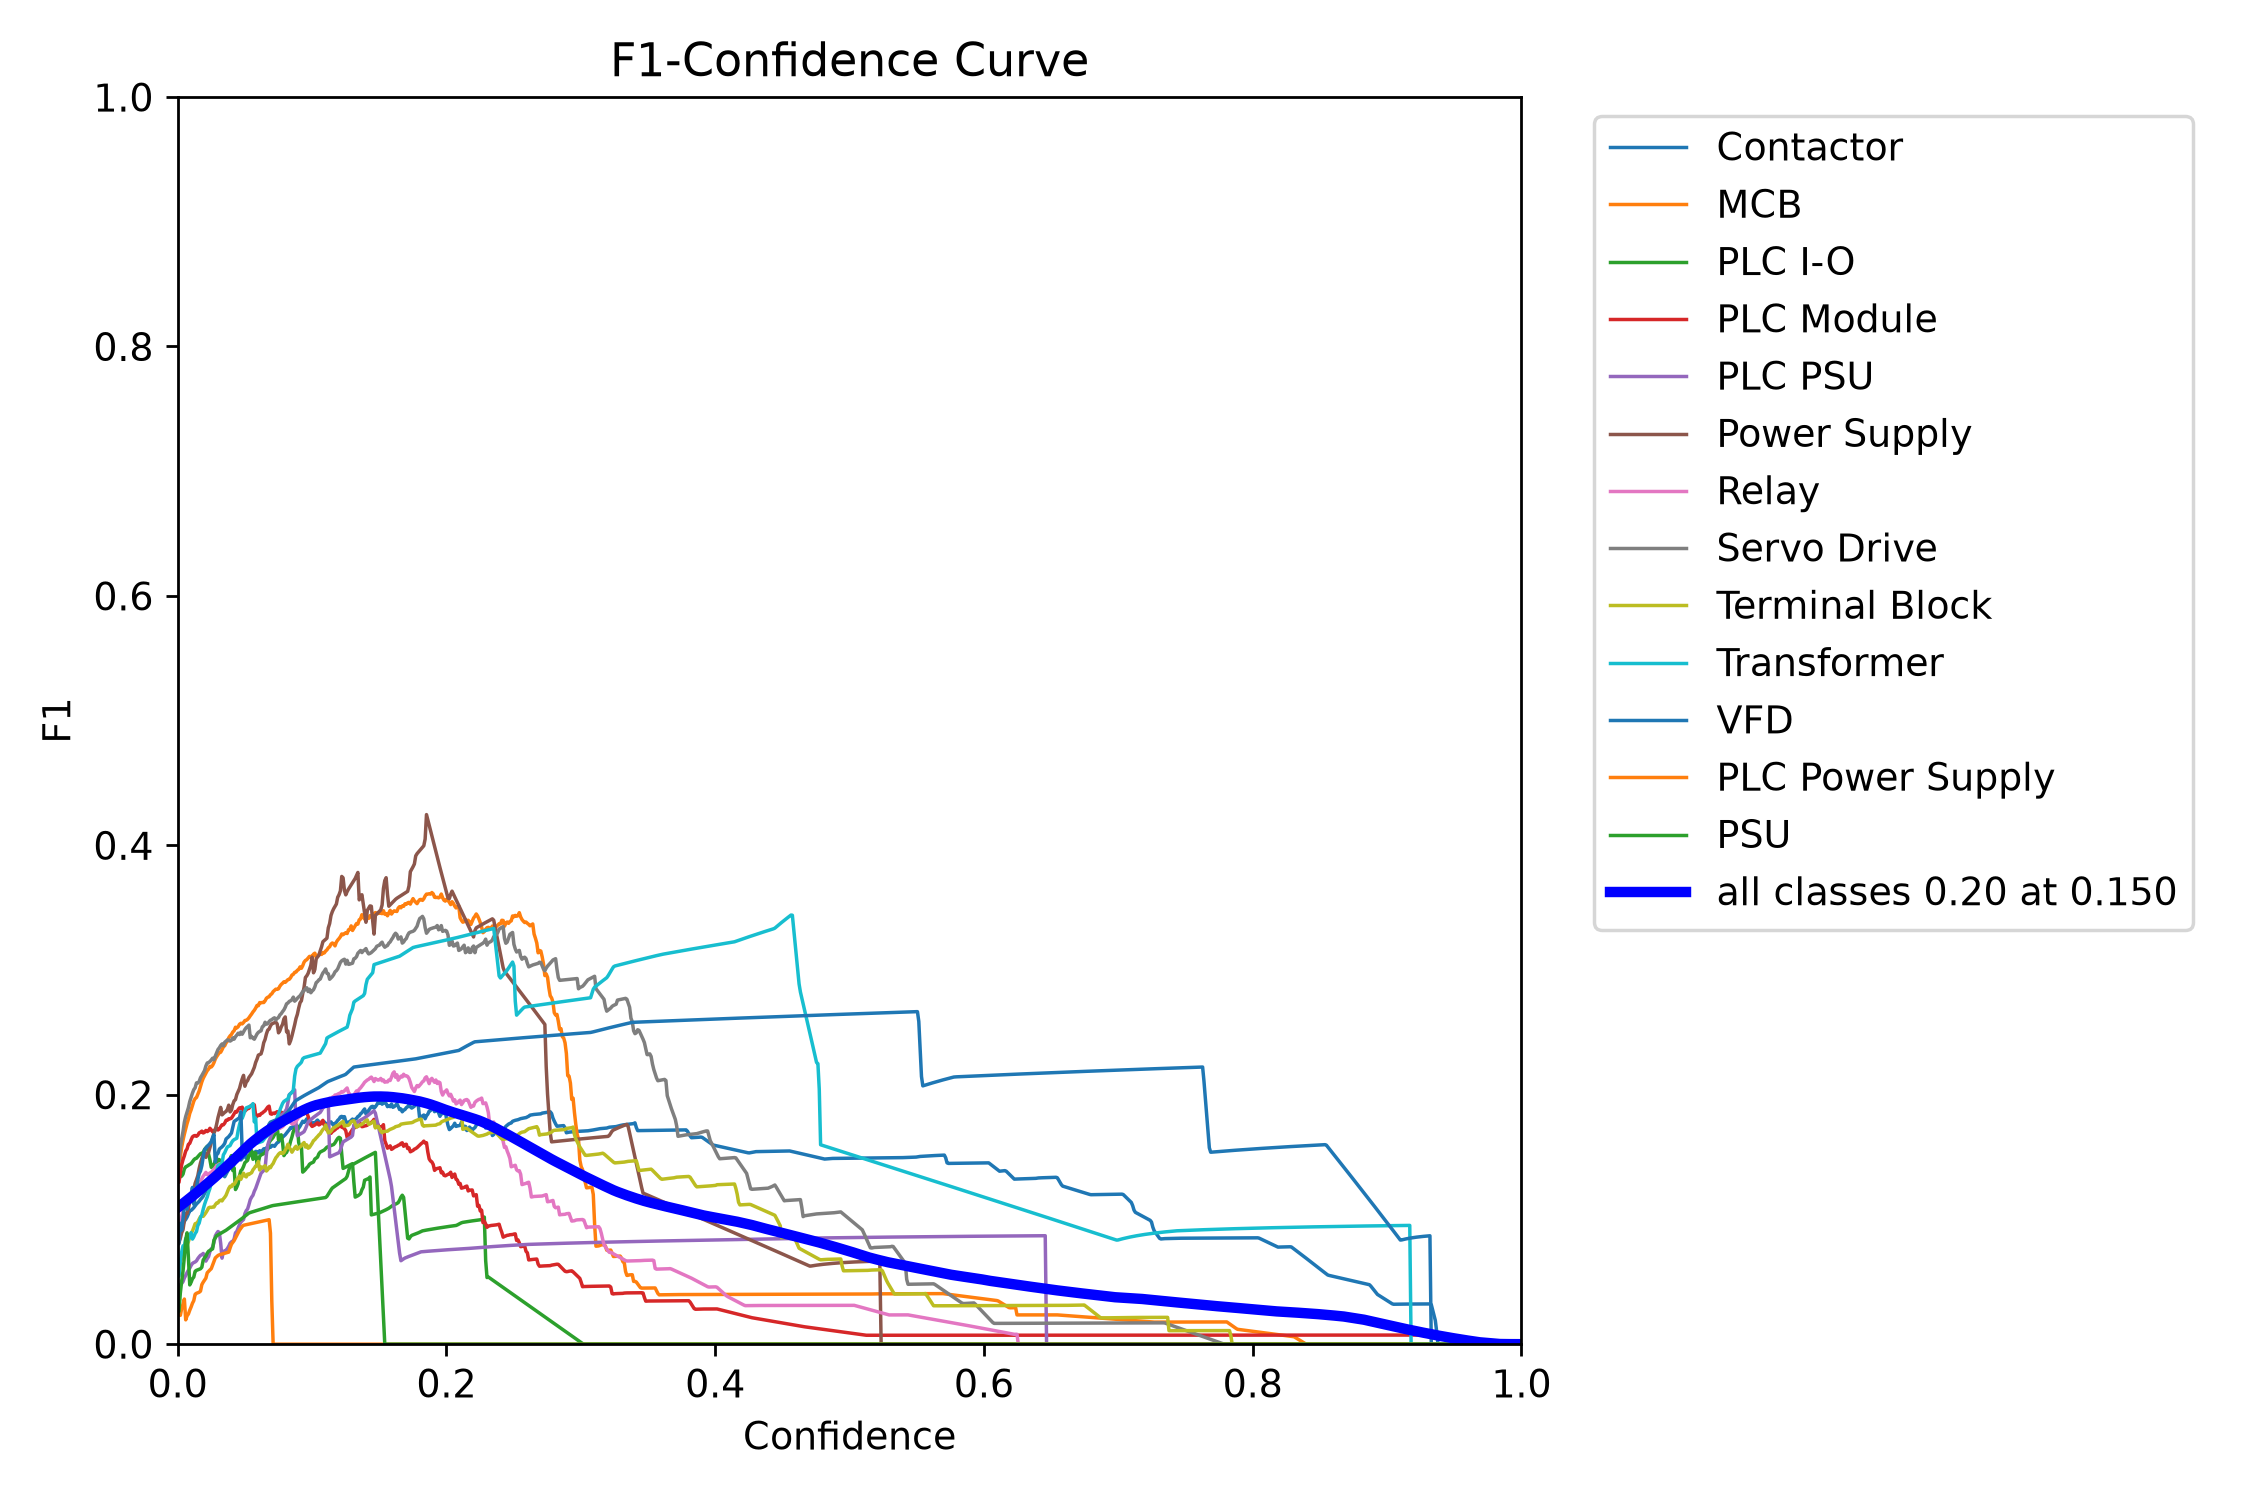 F1-Confidence Curve
1.0
0.8
0.6
0.4
0.2
0.0
F1
0.0 0.2 0.4 0.6 0.8 1.0
Confidence
Contactor
MCB
PLC I-O
PLC Module
PLC PSU
Power Supply
Relay
Servo Drive
Terminal Block
Transformer
VFD
PLC Power Supply
PSU
all classes 0.20 at 0.150